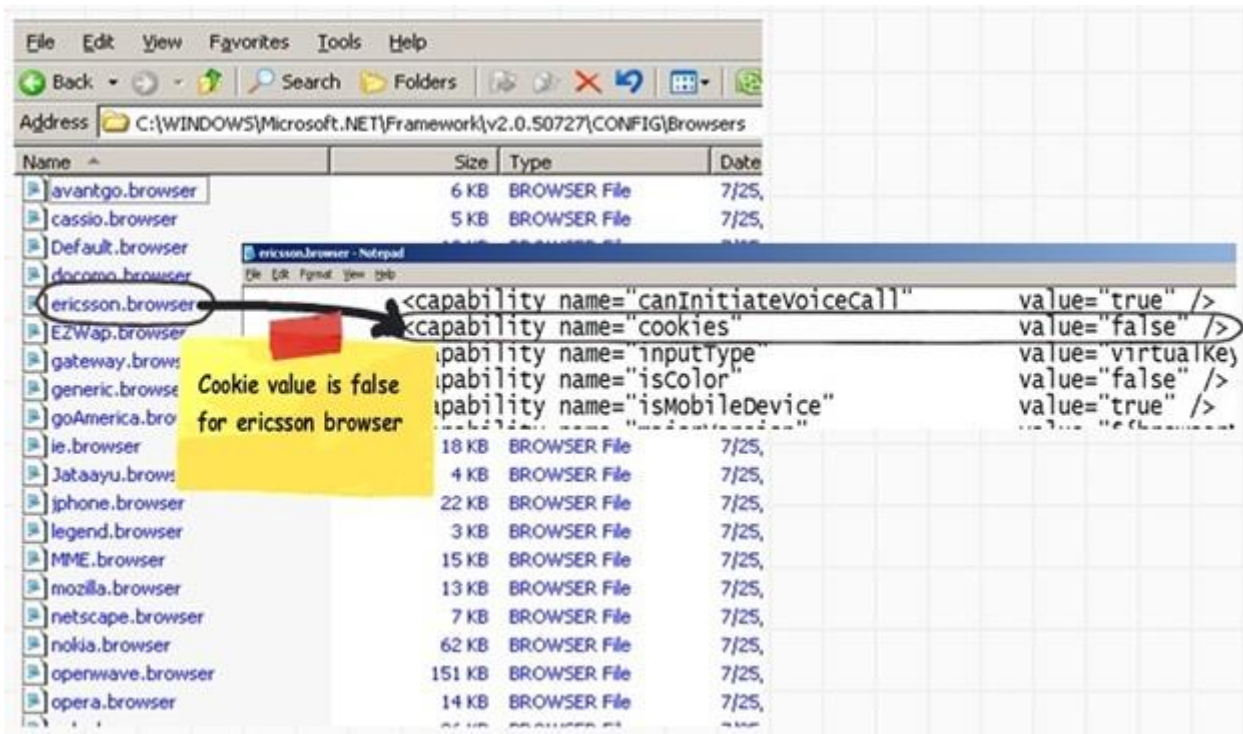 File Edit View Favorites Tools Help
Back Search Folders
Address C:\WINDOWS\Microsoft.NET\Framework\v2.0.50727\CONFIG\Browsers
Name Size Type Date
avantgo.browser 6 KB BROWSER File 7/25,
cassio.browser 5 KB BROWSER File 7/25,
Default.browser
ericsson.browser - Notepad
docomo.browser
File Edit Format View Help
ericsson.browser
<capability name="canInitiateVoiceCall" value="true" />
<capability name="cookies" value="false" />
EZWap.browser
apability name="inputType" value="virtualKey
gateway.brows
apability name="isColor" value="false" />
generic.browse
apability name="isMobileDevice" value="true" />
goAmerica.bro
Cookie value is false
for ericsson browser
ie.browser 18 KB BROWSER File 7/25,
Jataayu.brows 4 KB BROWSER File 7/25,
jphone.browser 22 KB BROWSER File 7/25,
legend.browser 3 KB BROWSER File 7/25,
MME.browser 15 KB BROWSER File 7/25,
mozilla.browser 13 KB BROWSER File 7/25,
netscape.browser 7 KB BROWSER File 7/25,
nokia.browser 62 KB BROWSER File 7/25,
openwave.browser 151 KB BROWSER File 7/25,
opera.browser 14 KB BROWSER File 7/25,